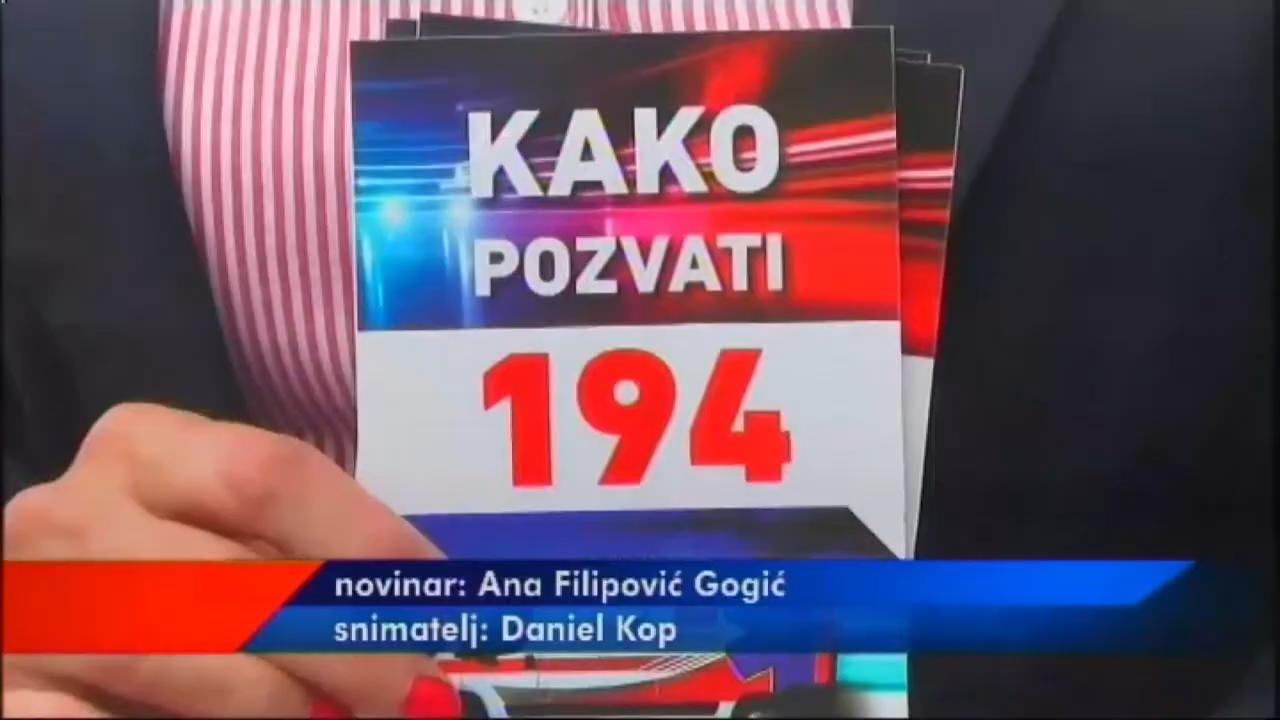 KAKO
POZVATI
194
novinar: Ana Filipović Gogić
snimatelj: Daniel Kop